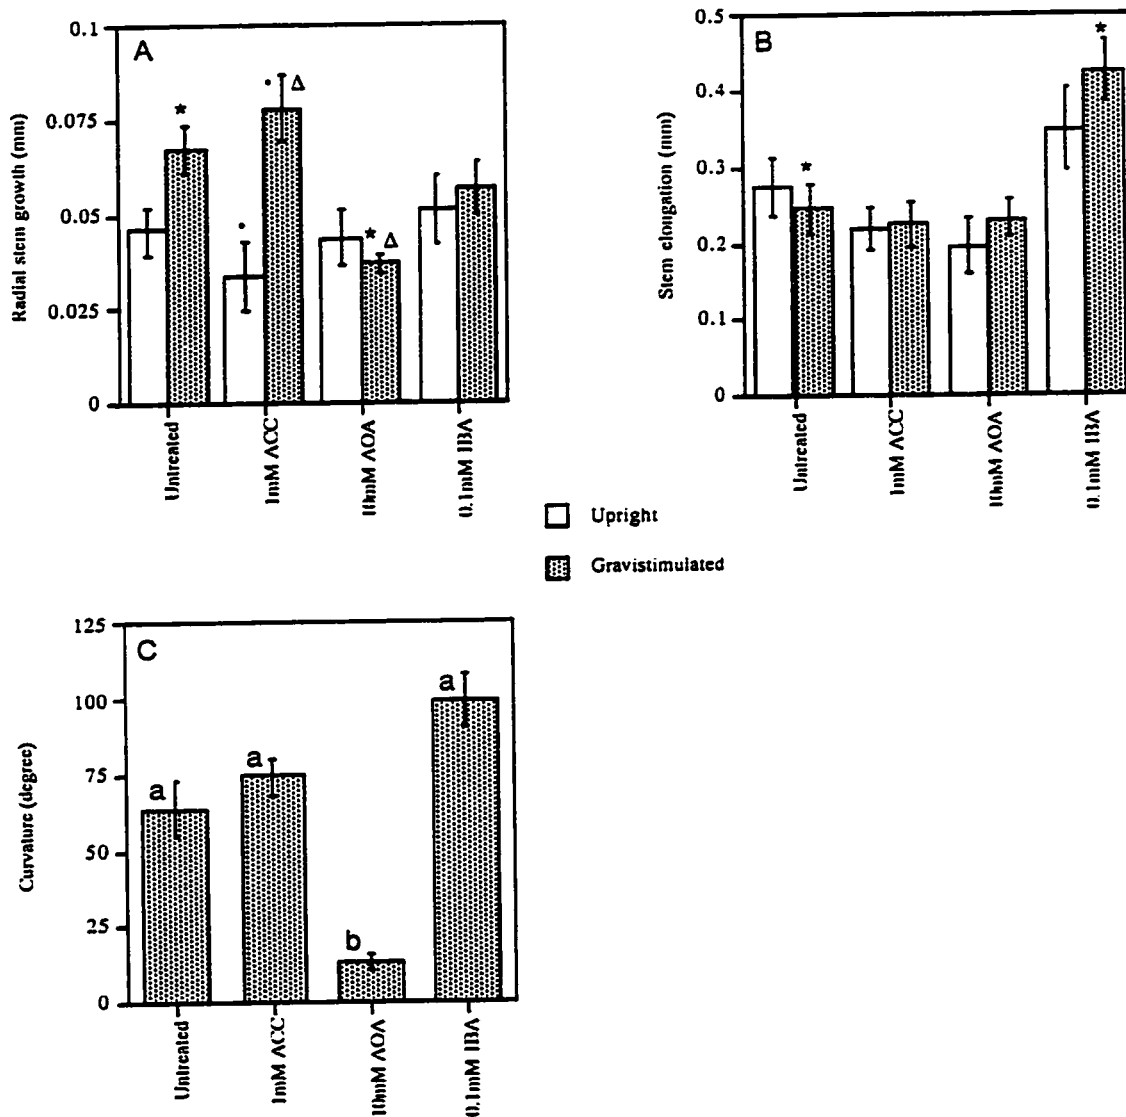 A
Radial stem growth (mm)
0.1
0.075
0.05
0.025
0
*
• Δ
•
* Δ
Untreated
1mM ACC
10mM AOA
0.1mM IBA
B
Stem elongation (mm)
0.5
0.4
0.3
0.2
0.1
0
*
*
Untreated
1mM ACC
10mM AOA
0.1mM IBA
Upright
Gravistimulated
C
Curvature (degree)
125
100
75
50
25
0
a
a
b
a
Untreated
1mM ACC
10mM AOA
0.1mM IBA